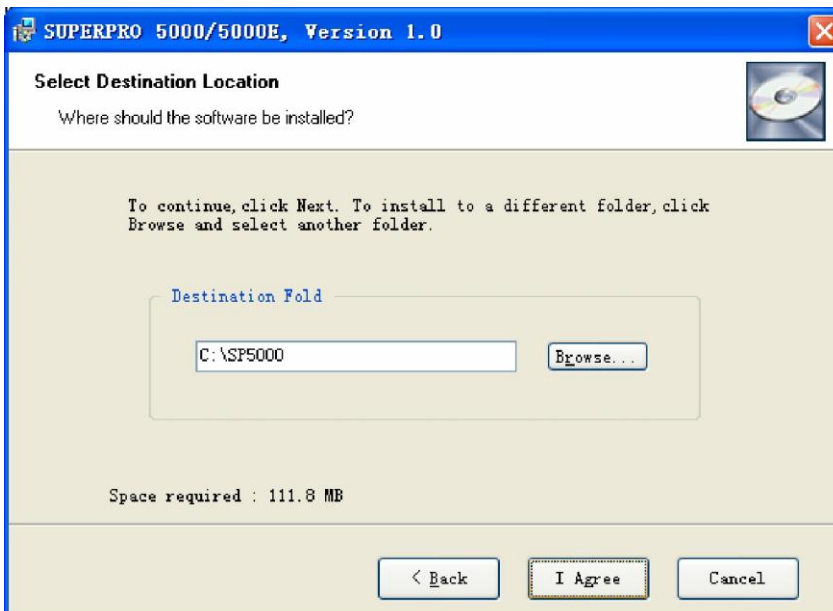 SUPERPRO 5000/5000E, Version 1.0
Select Destination Location
Where should the software be installed?
To continue,click Next. To install to a different folder,click
Browse and select another folder.
Destination Fold
C:\SP5000
Browse...
Space required : 111.8 MB
< Back
I Agree
Cancel